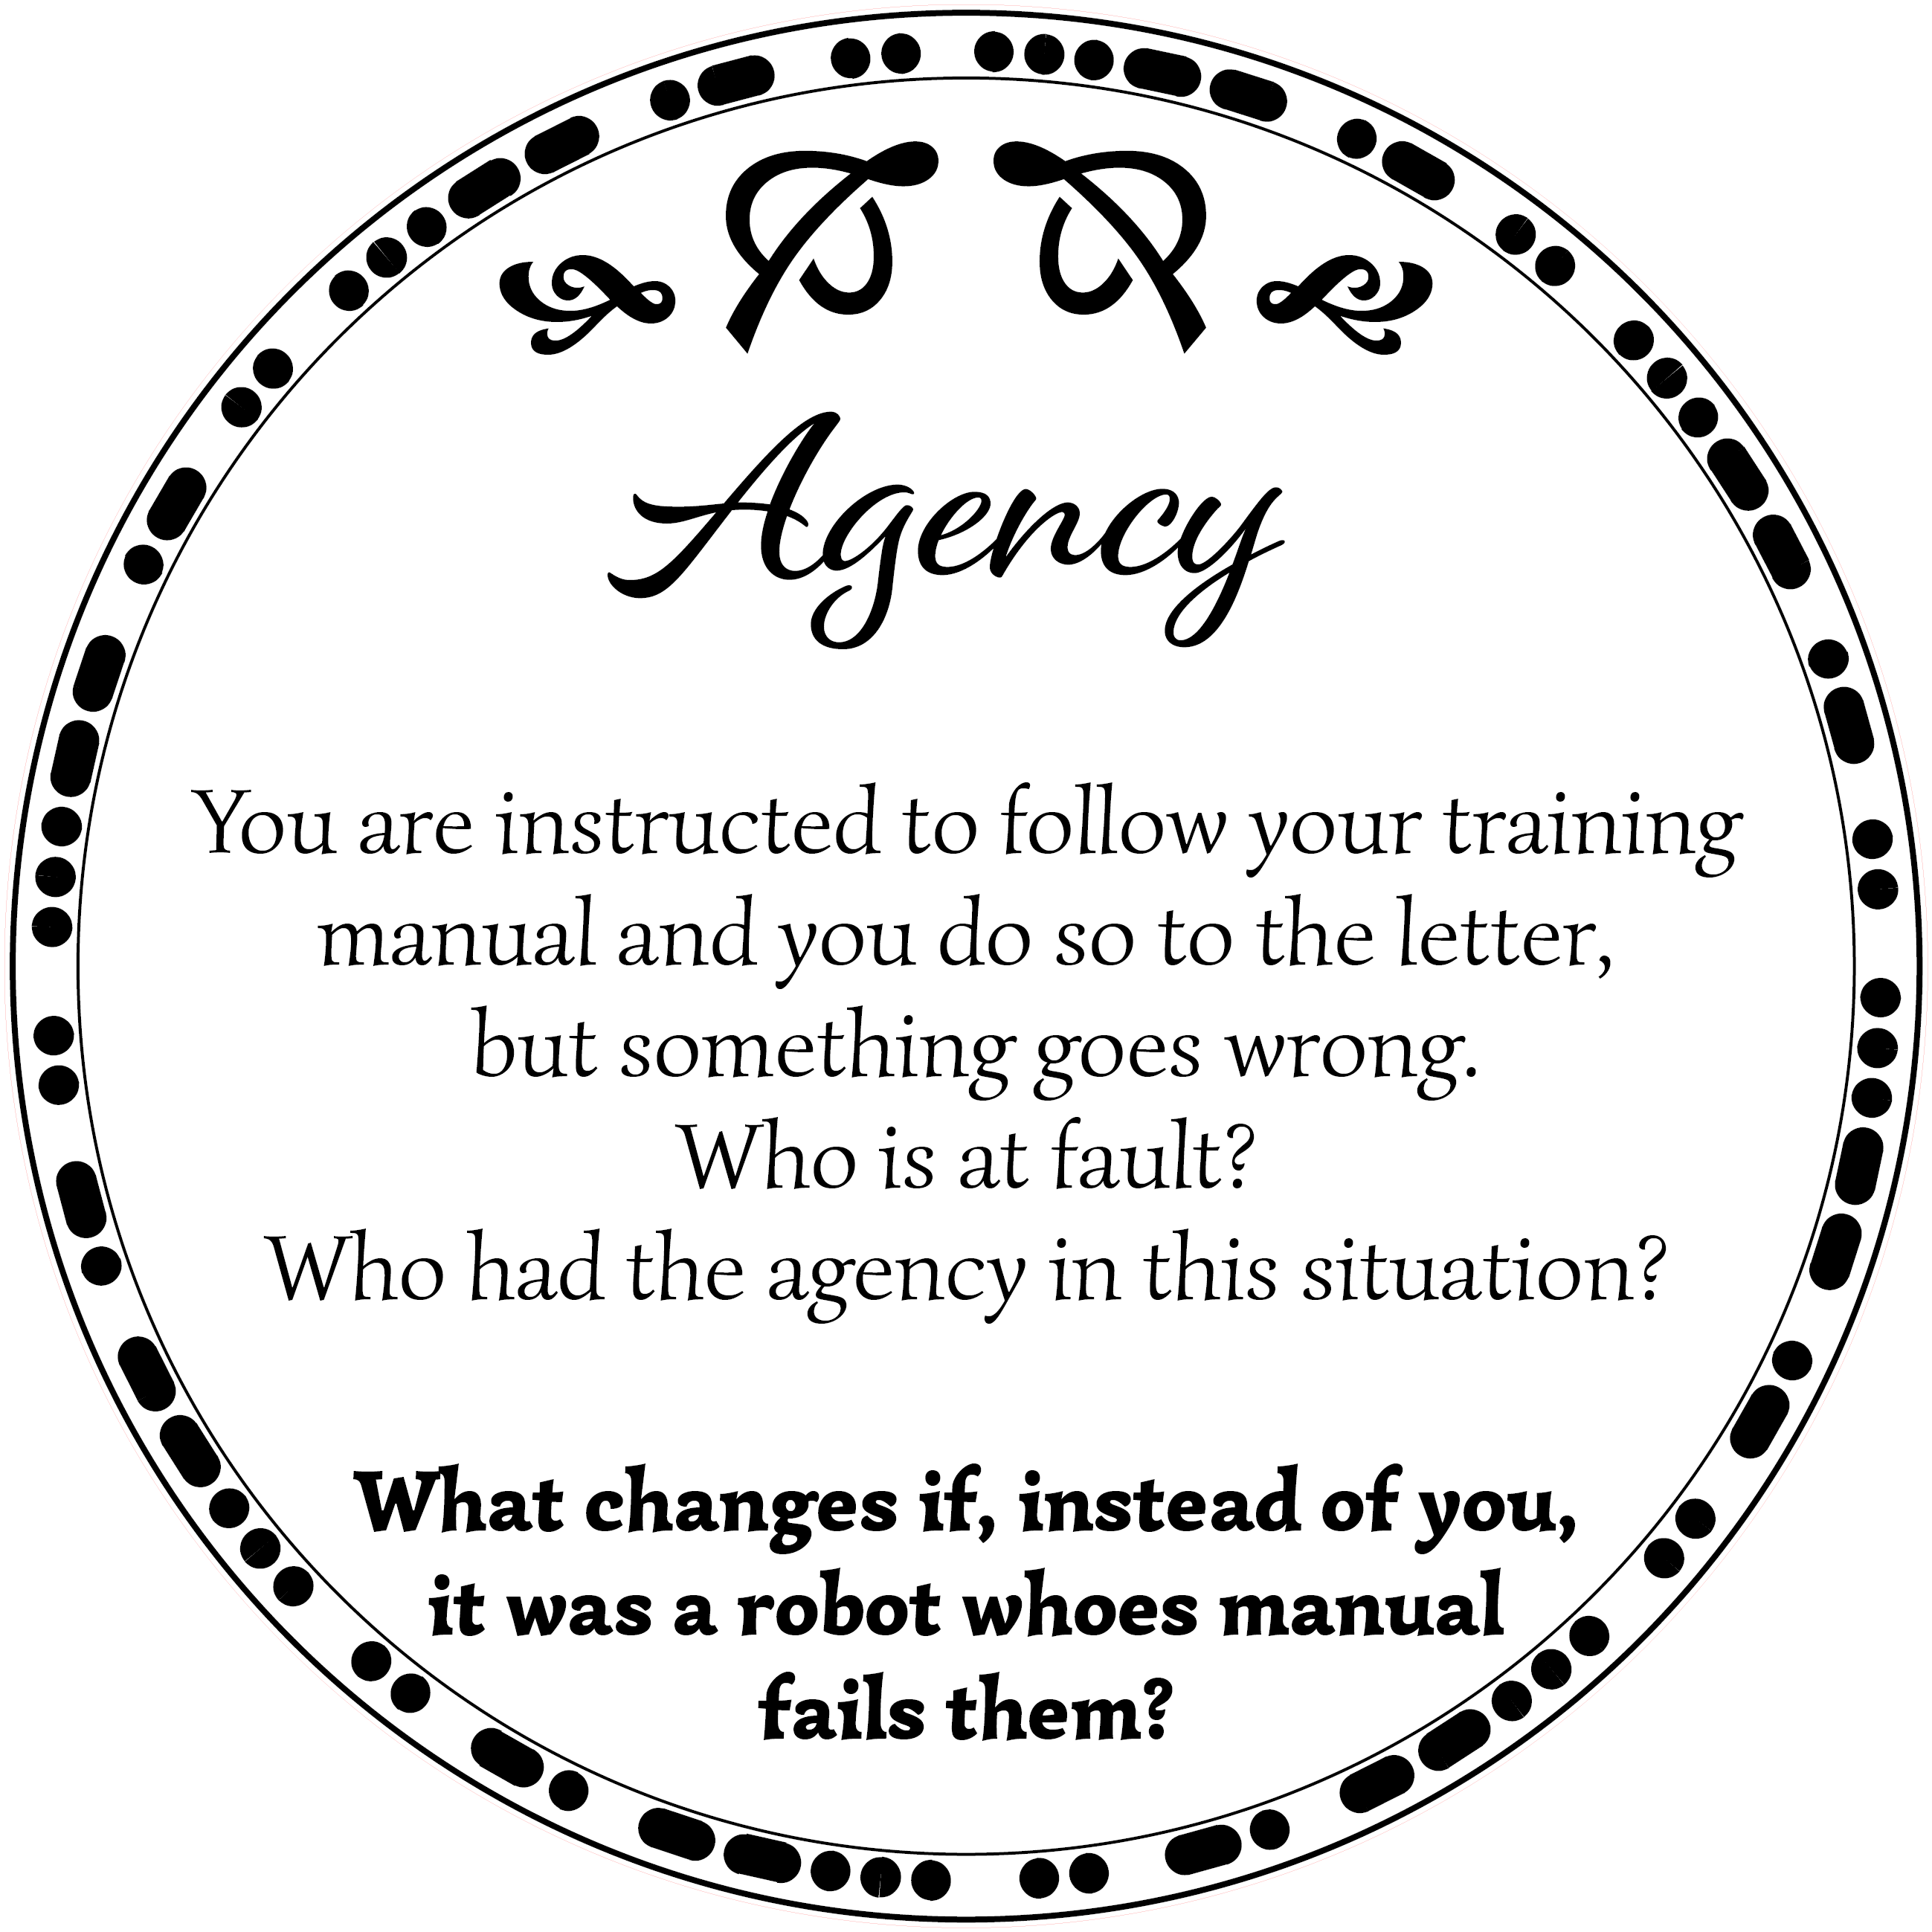 Agency
You are instructed to follow your training
manual and you do so to the letter,
but something goes wrong.
Who is at fault?
Who had the agency in this situation?
What changes if, instead of you,
it was a robot whoes manual
fails them?